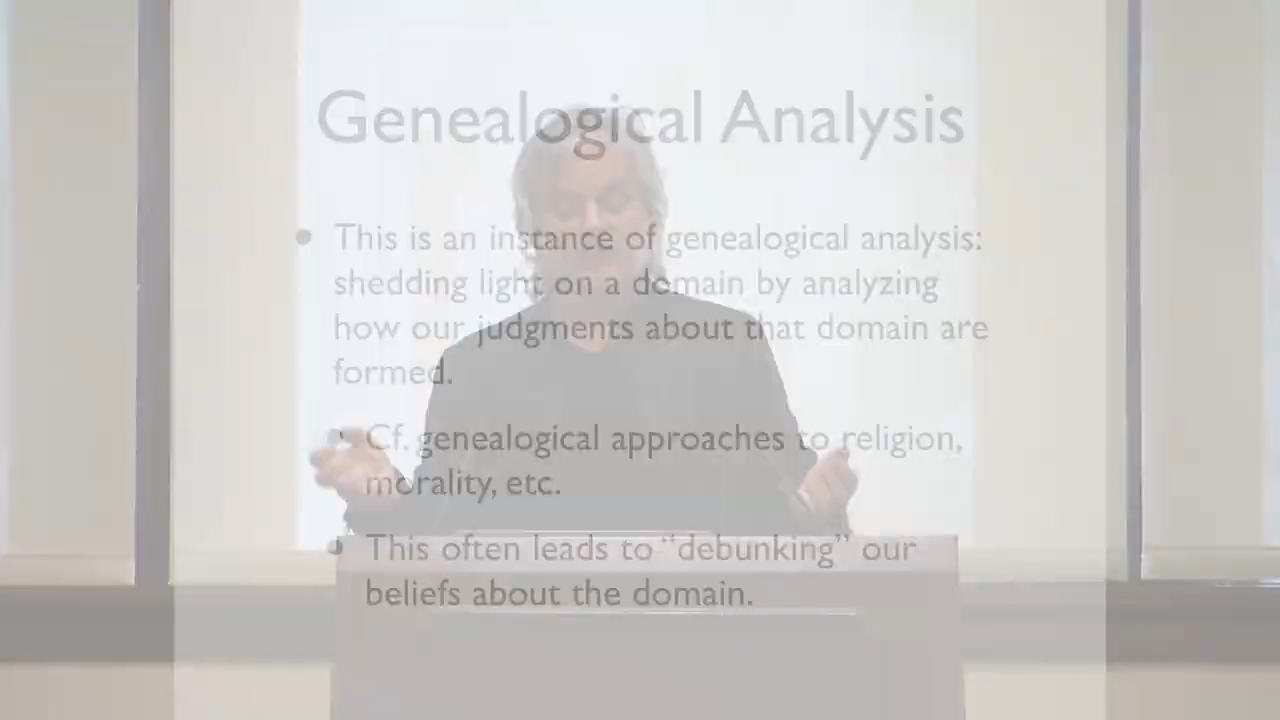 Genealogical Analysis
• This is an instance of genealogical analysis:
shedding light on a domain by analyzing
how our judgments about that domain are
formed.
• Cf. genealogical approaches to religion,
morality, etc.
• This often leads to “debunking” our
beliefs about the domain.